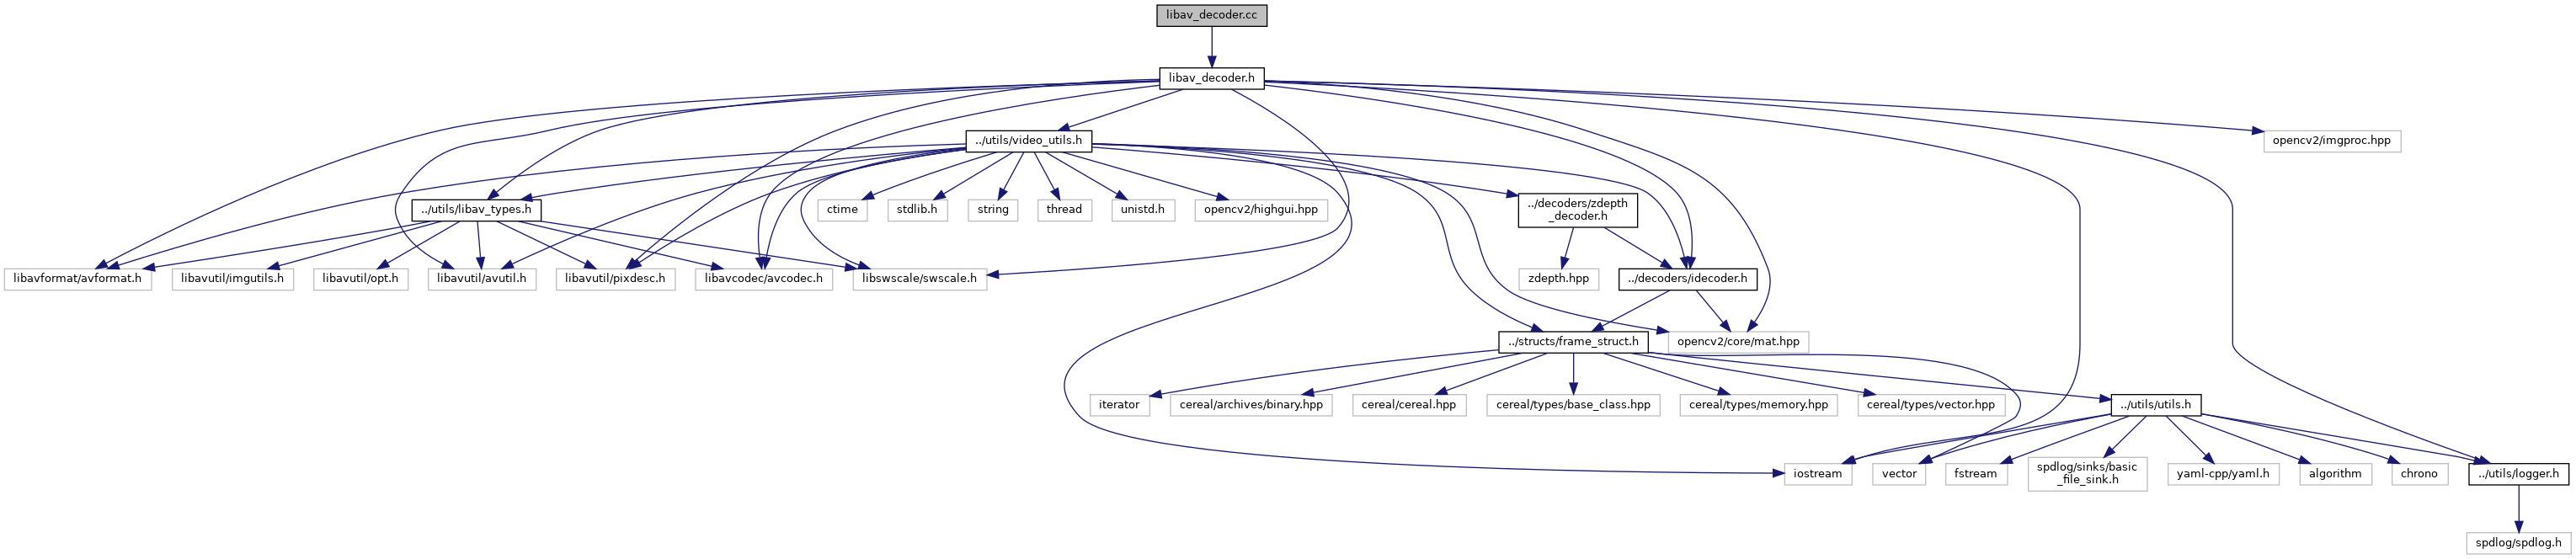 libav_decoder.cc
libav_decoder.h
../utils/video_utils.h
opencv2/imgproc.hpp
../utils/libav_types.h
ctime
stdlib.h
string
thread
unistd.h
opencv2/highgui.hpp
../decoders/zdepth
_decoder.h
libavformat/avformat.h
libavutil/imgutils.h
libavutil/opt.h
libavutil/avutil.h
libavutil/pixdesc.h
libavcodec/avcodec.h
libswscale/swscale.h
zdepth.hpp
../decoders/idecoder.h
../structs/frame_struct.h
opencv2/core/mat.hpp
iterator
cereal/archives/binary.hpp
cereal/cereal.hpp
cereal/types/base_class.hpp
cereal/types/memory.hpp
cereal/types/vector.hpp
../utils/utils.h
iostream
vector
fstream
spdlog/sinks/basic
_file_sink.h
yaml-cpp/yaml.h
algorithm
chrono
../utils/logger.h
spdlog/spdlog.h